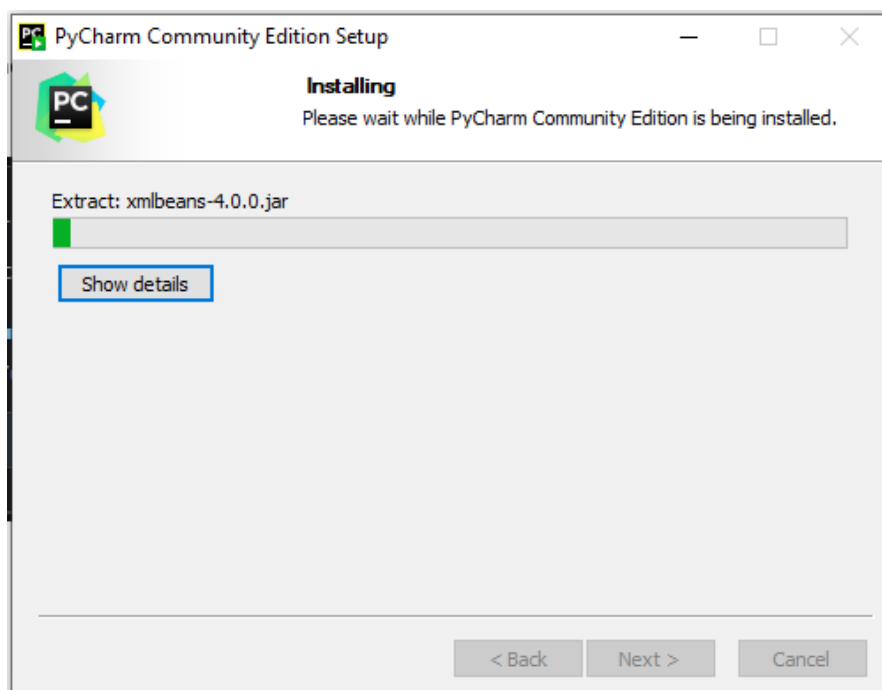 PyCharm Community Edition Setup
PC
Installing
Please wait while PyCharm Community Edition is being installed.
Extract: xmlbeans-4.0.0.jar
Show details
< Back
Next >
Cancel